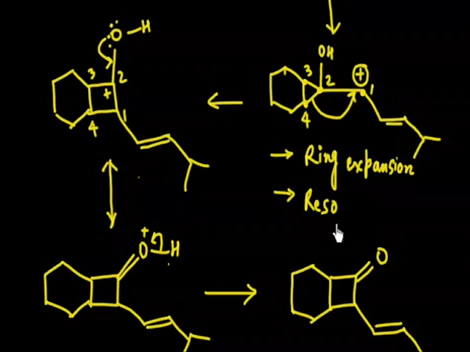 Ö—H
OH
3
2
+
4
1
3
2
+
1
4
→ Ring expansion
→ Reso
+
O H
O